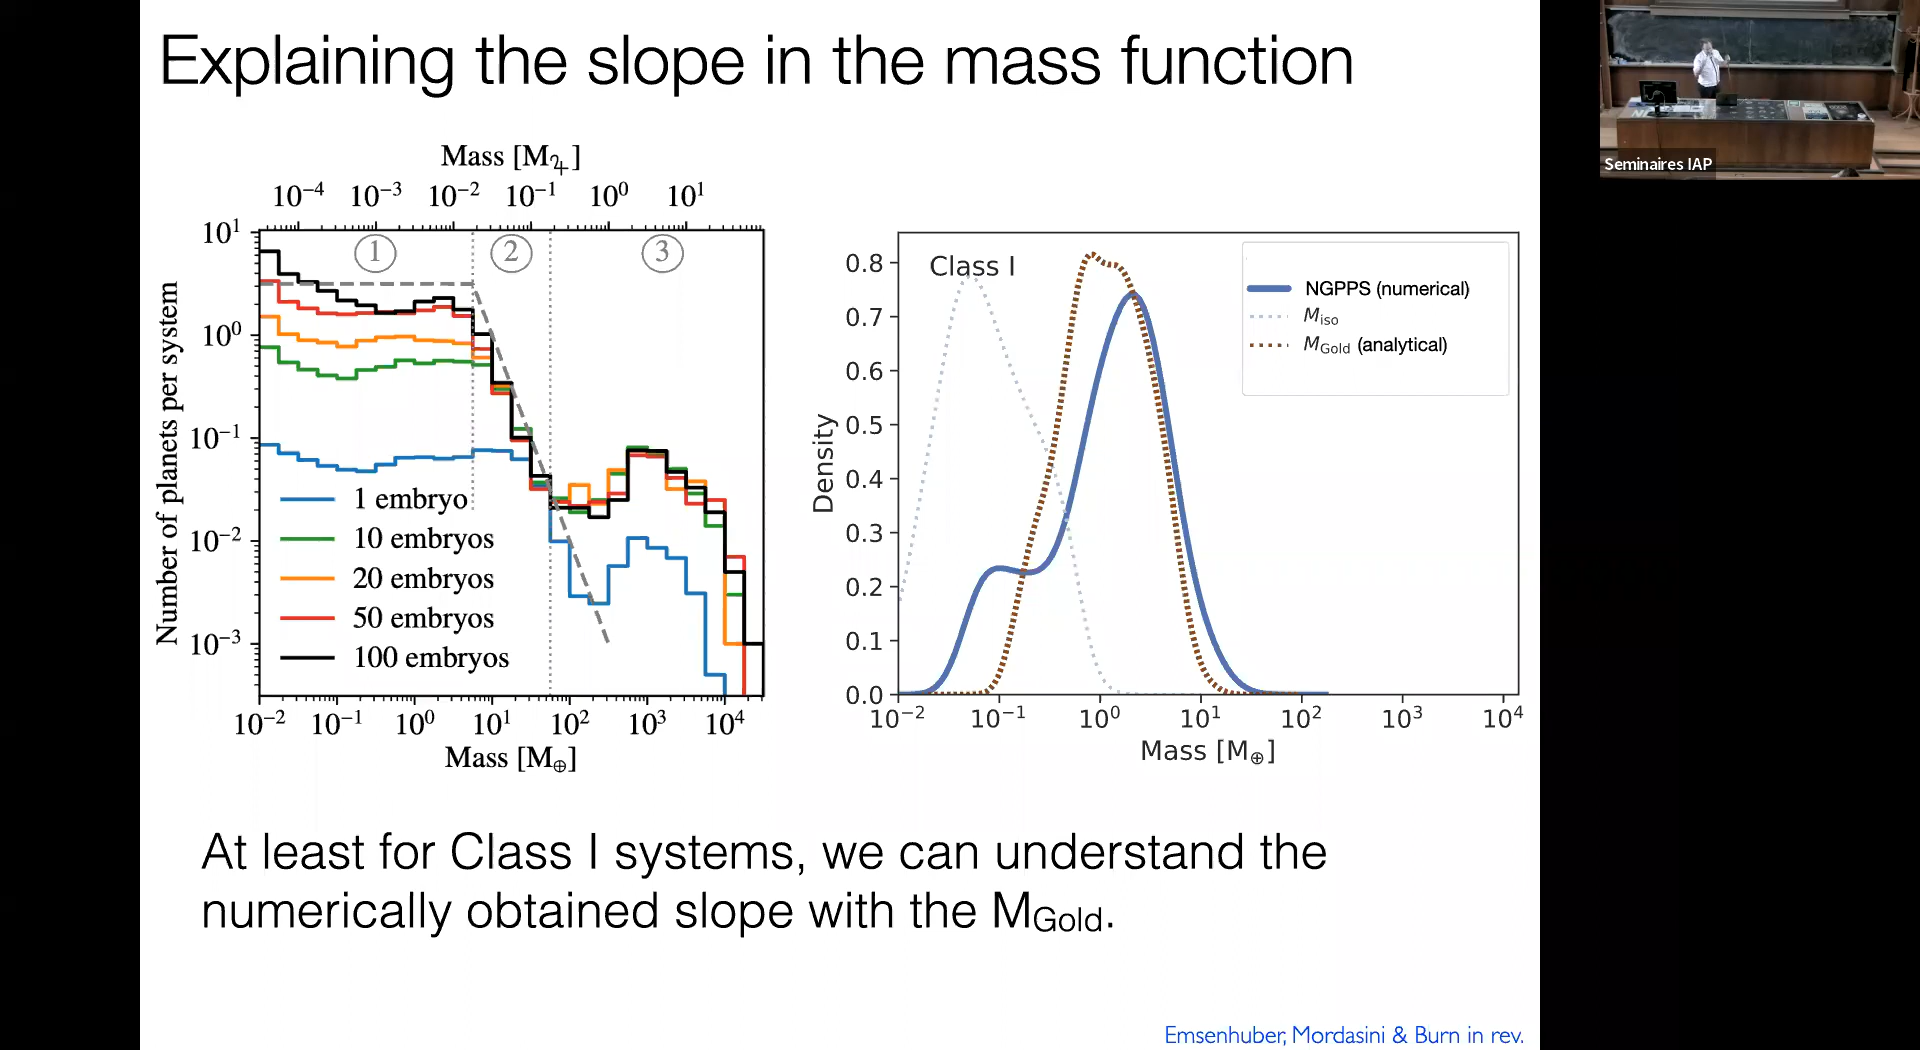 Explaining the slope in the mass function
Seminaires IAP
Mass [M♃]
10⁻⁴ 10⁻³ 10⁻² 10⁻¹ 10⁰ 10¹
① ② ③
Number of planets per system
10¹
10⁰
10⁻¹
10⁻²
10⁻³
1 embryo
10 embryos
20 embryos
50 embryos
100 embryos
10⁻² 10⁻¹ 10⁰ 10¹ 10² 10³ 10⁴
Mass [M⊕]
Class I
NGPPS (numerical)
Miso
MGold (analytical)
Density
0.8
0.7
0.6
0.5
0.4
0.3
0.2
0.1
0.0
10⁻² 10⁻¹ 10⁰ 10¹ 10² 10³ 10⁴
Mass [M⊕]
At least for Class I systems, we can understand the
numerically obtained slope with the MGold.
Emsenhuber, Mordasini & Burn in rev.